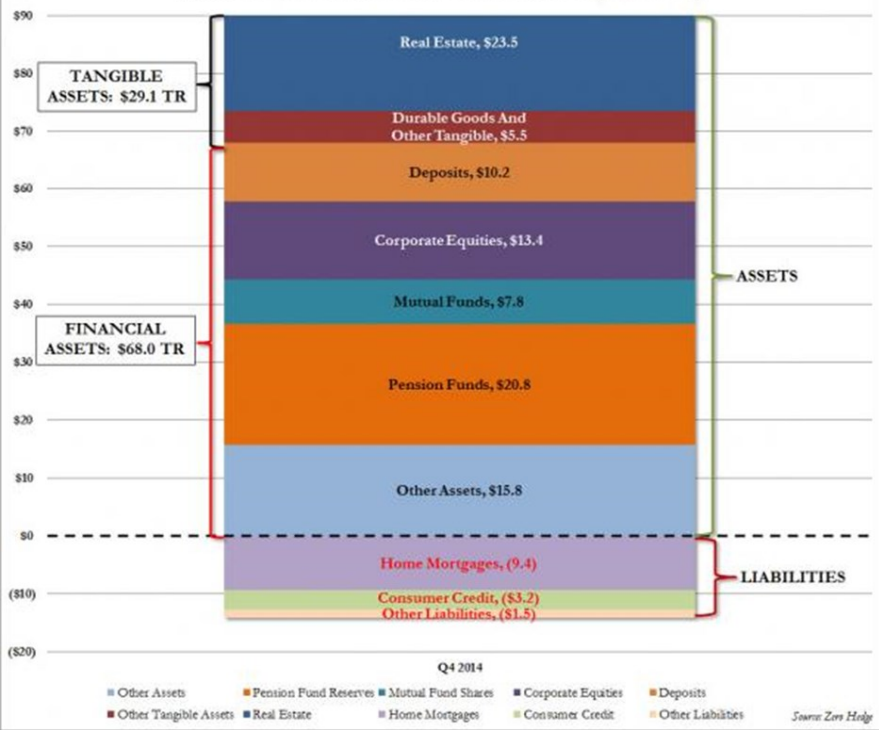 $90
$80
$70
$60
$50
$40
$30
$20
$10
$0
($10)
($20)
TANGIBLE
ASSETS: $29.1 TR
FINANCIAL
ASSETS: $68.0 TR
Real Estate, $23.5
Durable Goods And
Other Tangible, $5.5
Deposits, $10.2
Corporate Equities, $13.4
Mutual Funds, $7.8
Pension Funds, $20.8
Other Assets, $15.8
Home Mortgages, (9.4)
Consumer Credit, ($3.2)
Other Liabilities, ($1.5)
ASSETS
LIABILITIES
Q4 2014
Other Assets Pension Fund Reserves Mutual Fund Shares Corporate Equities Deposits
Other Tangible Assets Real Estate Home Mortgages Consumer Credit Other Liabilities
Source: Zero Hedge